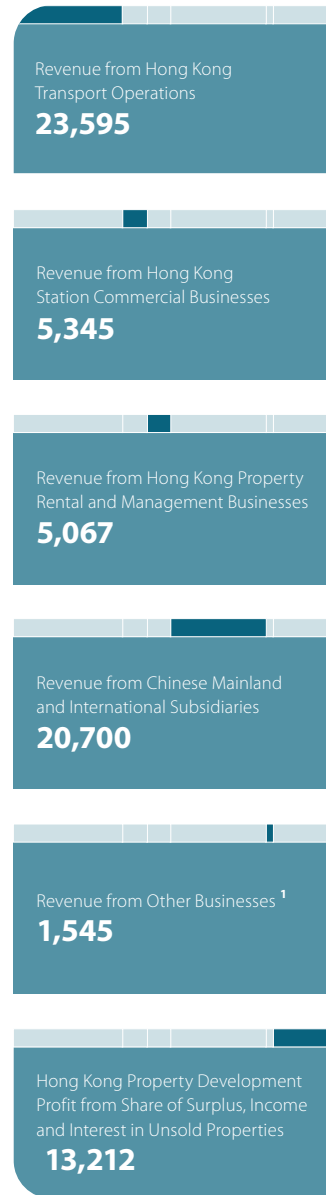 Revenue from Hong Kong
Transport Operations
23,595
Revenue from Hong Kong
Station Commercial Businesses
5,345
Revenue from Hong Kong Property
Rental and Management Businesses
5,067
Revenue from Chinese Mainland
and International Subsidiaries
20,700
Revenue from Other Businesses 1
1,545
Hong Kong Property Development
Profit from Share of Surplus, Income
and Interest in Unsold Properties
13,212